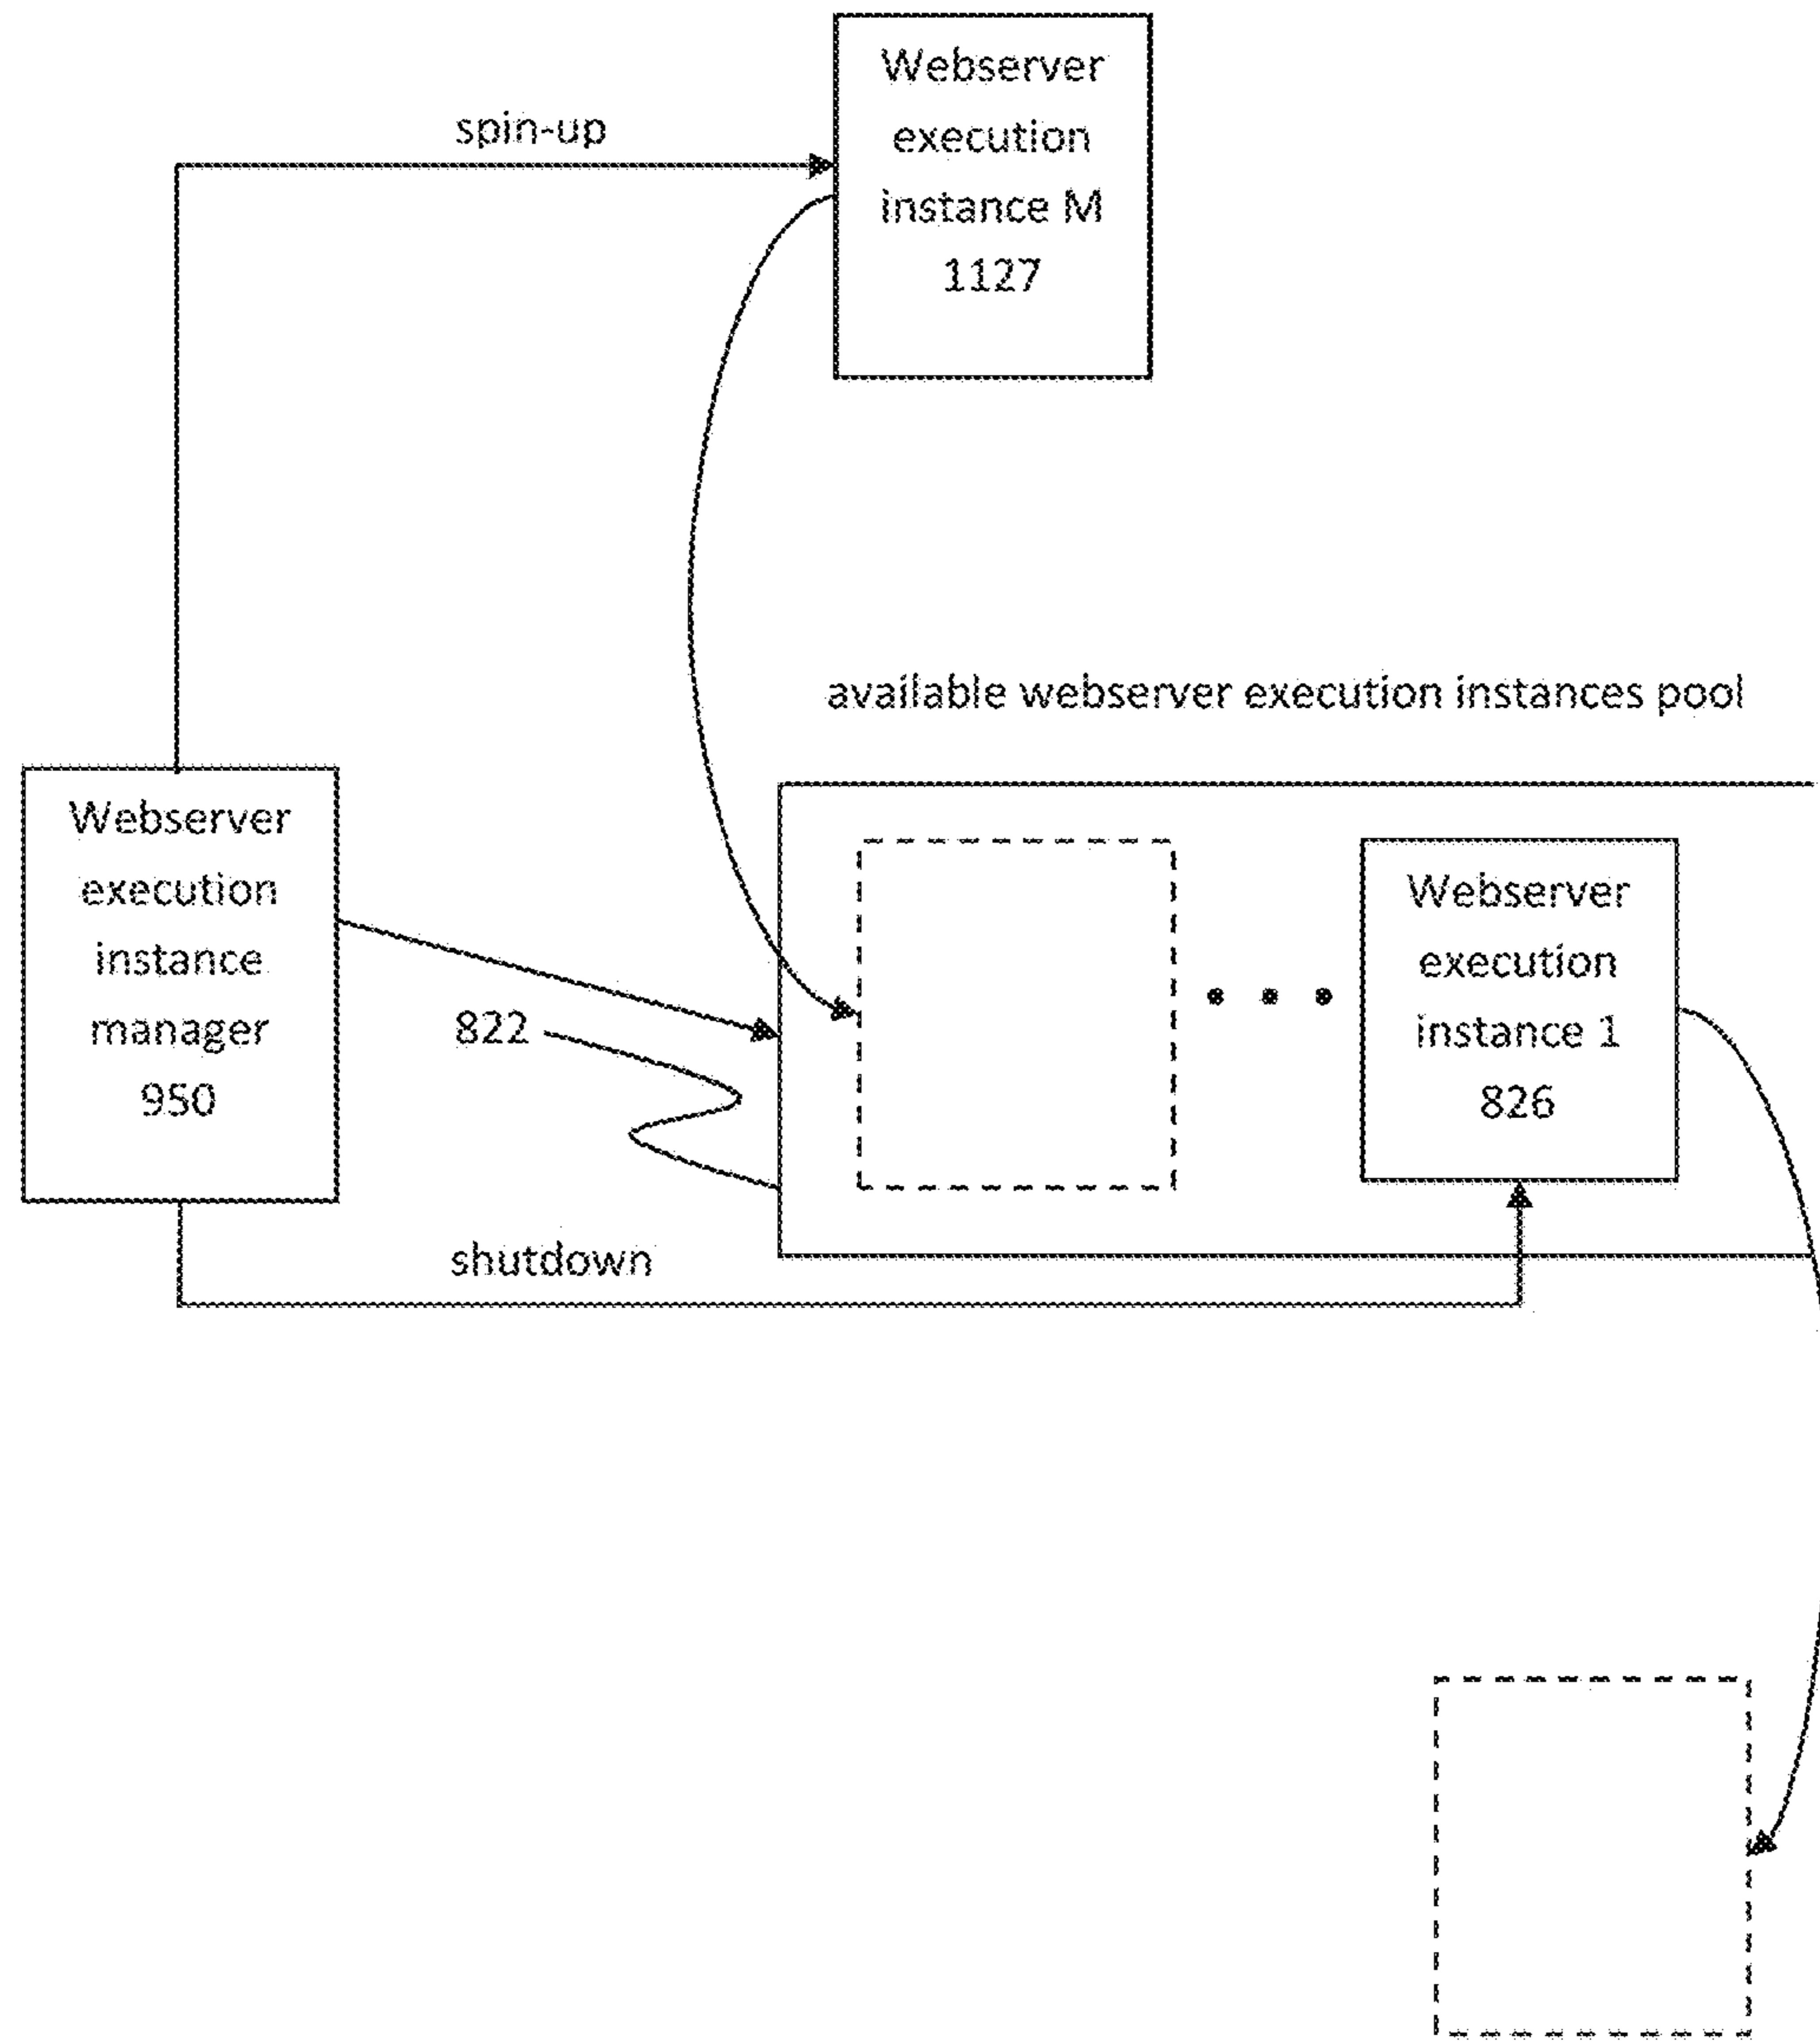 Webserver
execution
instance M
1127
spin-up
available webserver execution instances pool
Webserver
execution
instance
manager
950
822
Webserver
execution
instance 1
826
shutdown